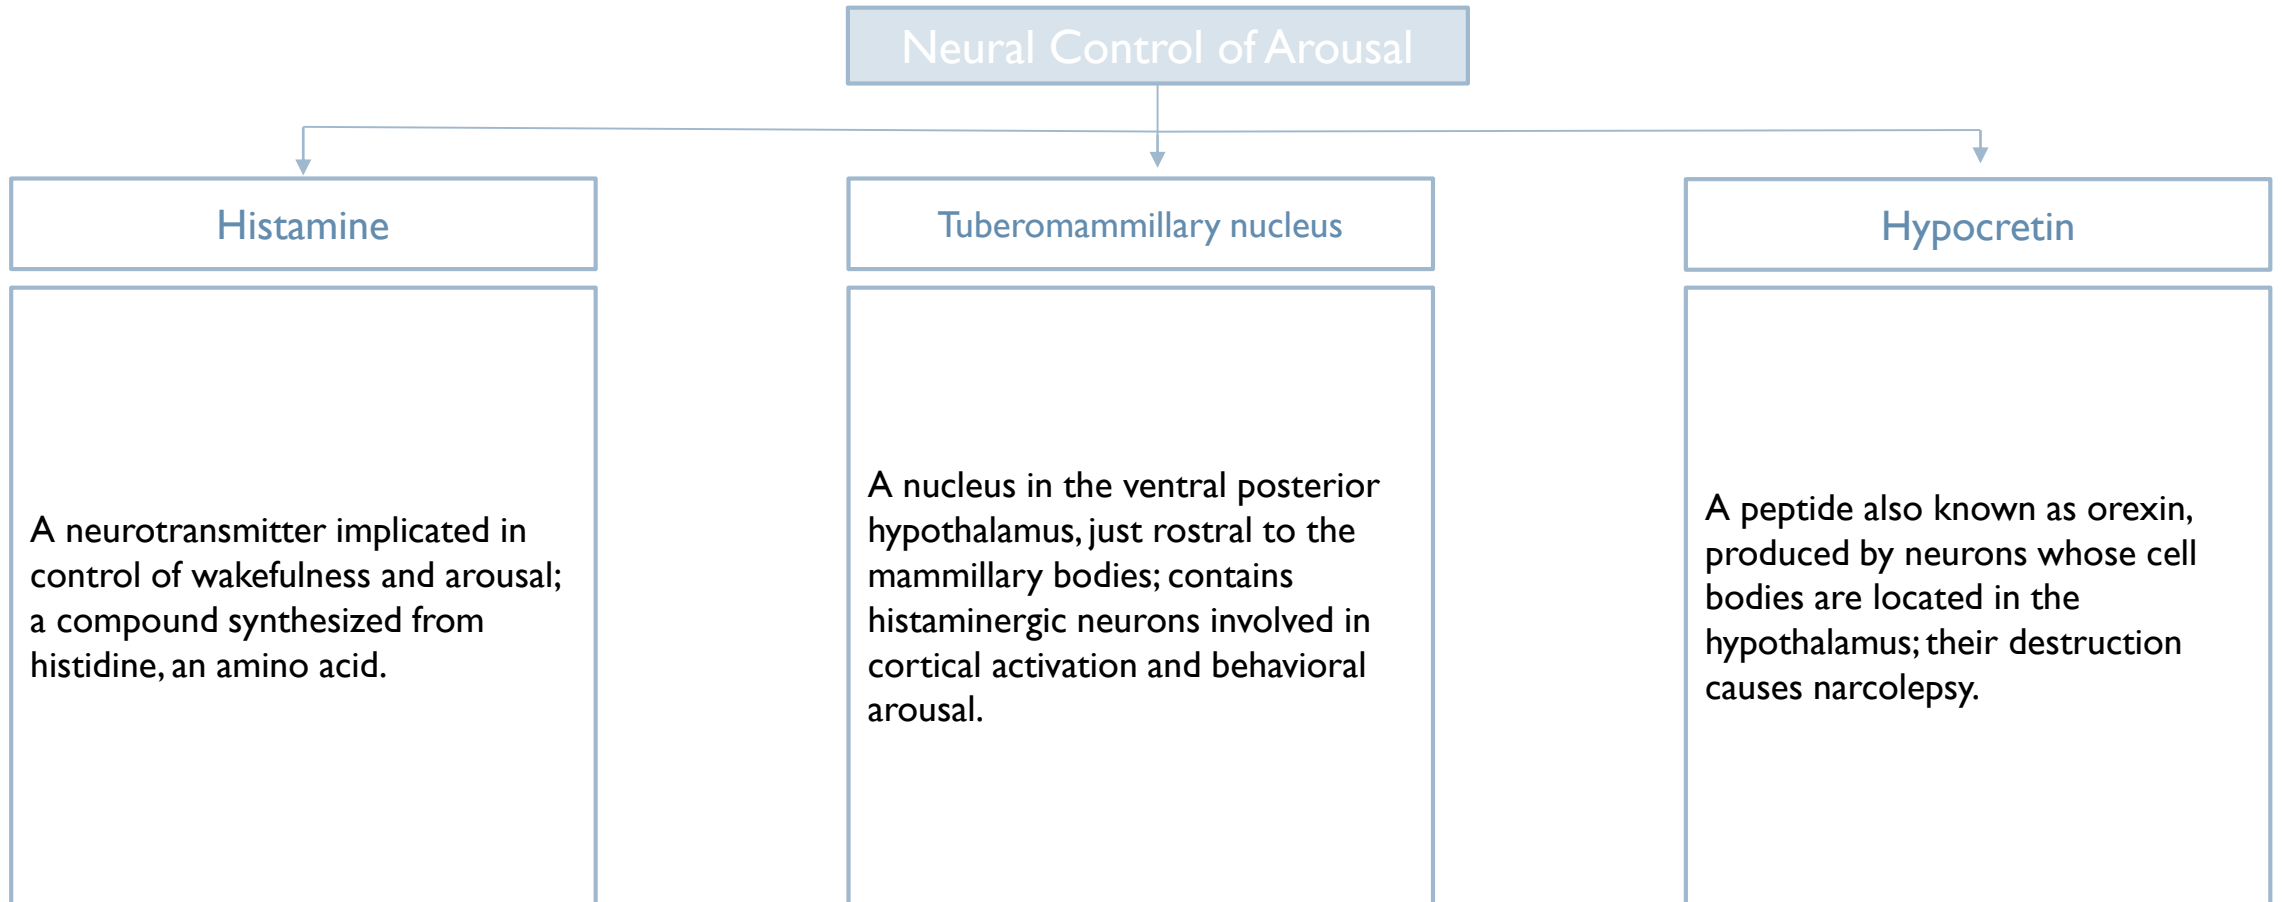 Neural Control of Arousal
Histamine
Tuberomammillary nucleus
Hypocretin
A neurotransmitter implicated in
control of wakefulness and arousal;
a compound synthesized from
histidine, an amino acid.
A nucleus in the ventral posterior
hypothalamus, just rostral to the
mammillary bodies; contains
histaminergic neurons involved in
cortical activation and behavioral
arousal.
A peptide also known as orexin,
produced by neurons whose cell
bodies are located in the
hypothalamus; their destruction
causes narcolepsy.